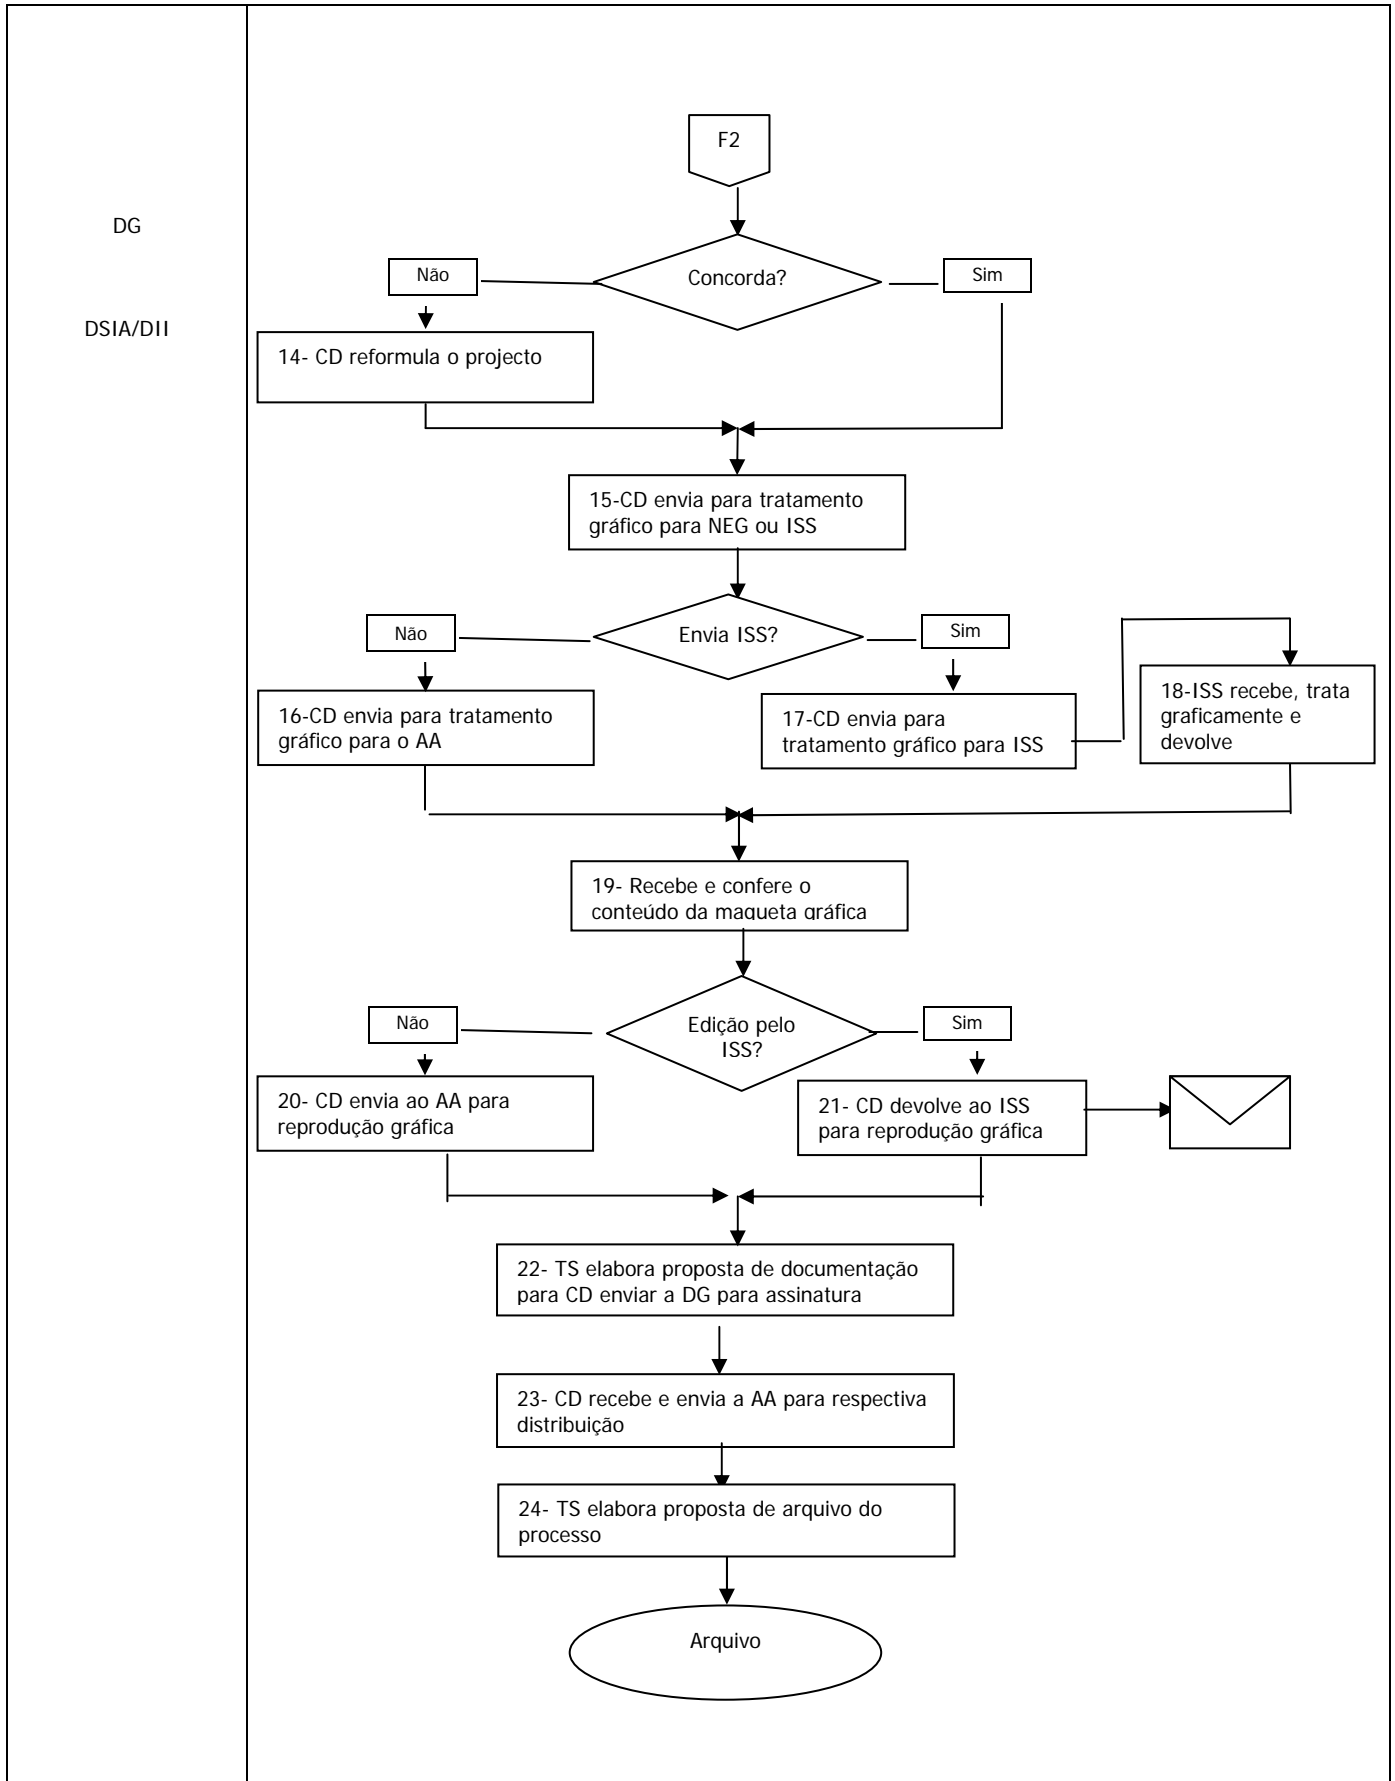 F2
DG
Concorda?
Não
Sim
DSIA/DII
14- CD reformula o projecto
15-CD envia para tratamento
gráfico para NEG ou ISS
Envia ISS?
Não
Sim
16-CD envia para tratamento
gráfico para o AA
17-CD envia para
tratamento gráfico para ISS
18-ISS recebe, trata
graficamente e
devolve
19- Recebe e confere o
conteúdo da maqueta gráfica
Edição pelo
ISS?
Não
Sim
20- CD envia ao AA para
reprodução gráfica
21- CD devolve ao ISS
para reprodução gráfica
22- TS elabora proposta de documentação
para CD enviar a DG para assinatura
23- CD recebe e envia a AA para respectiva
distribuição
24- TS elabora proposta de arquivo do
processo
Arquivo